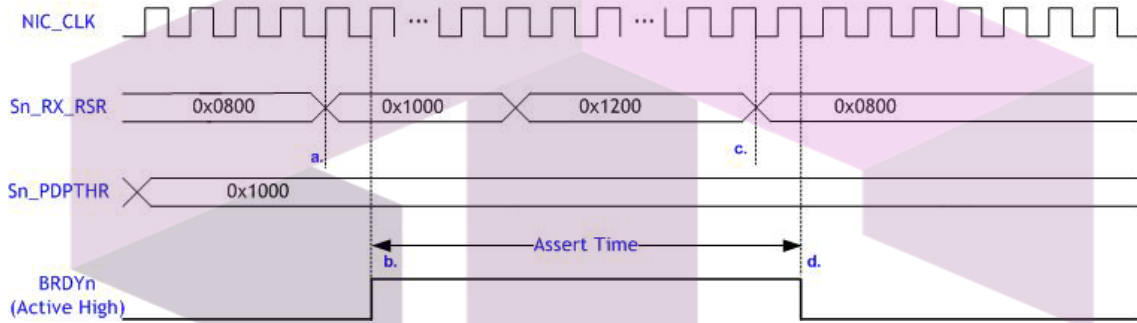 NIC_CLK ... ...
Sn_RX_RSR 0x0800 0x1000 0x1200 0x0800
a. c.
Sn_PDPTHR 0x1000
Assert Time
b. d.
BRDYn
(Active High)